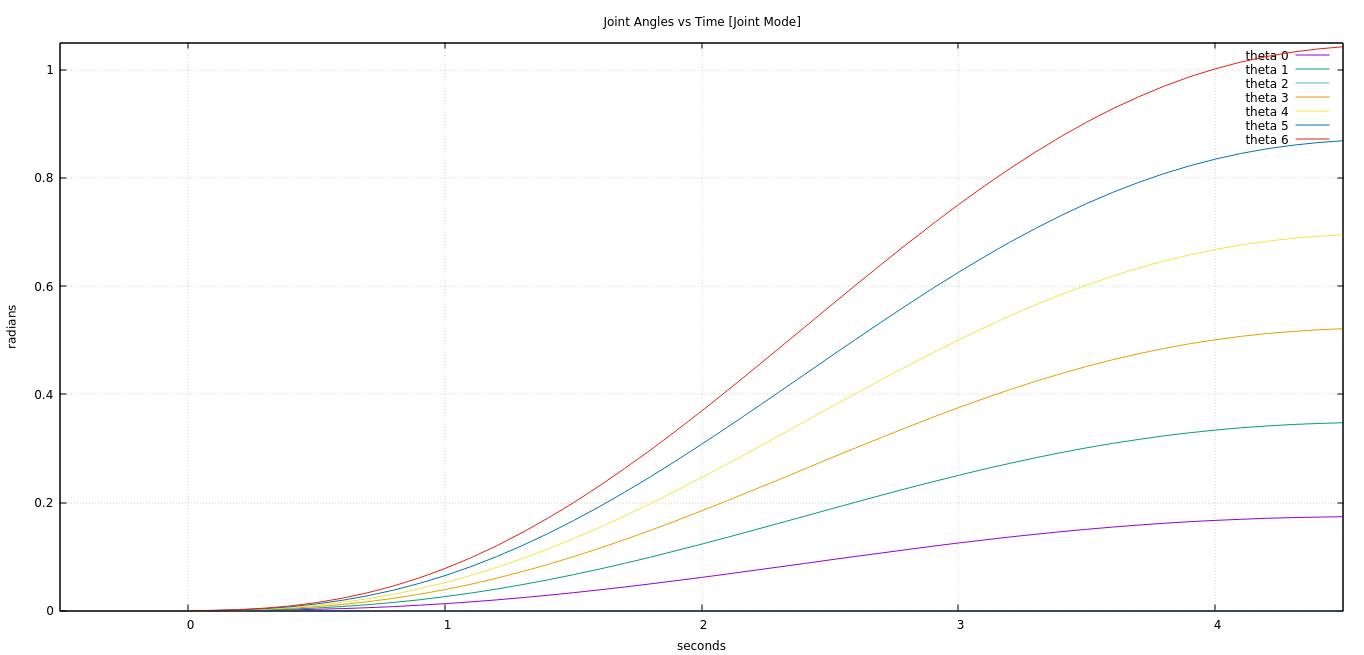 Joint Angles vs Time [Joint Mode]
theta 0
theta 1
theta 2
theta 3
theta 4
theta 5
theta 6
1
0.8
0.6
0.4
0.2
0
radians
0 1 2 3 4
seconds